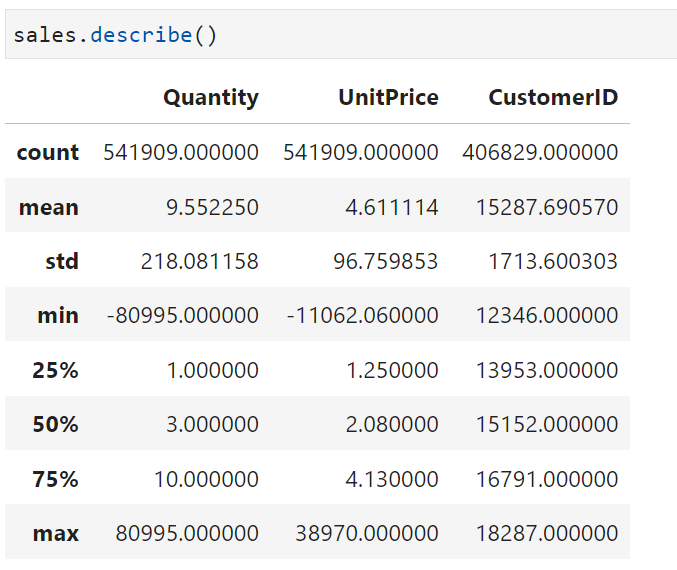 sales.describe()
Quantity UnitPrice CustomerID
count 541909.000000 541909.000000 406829.000000
mean 9.552250 4.611114 15287.690570
std 218.081158 96.759853 1713.600303
min -80995.000000 -11062.060000 12346.000000
25% 1.000000 1.250000 13953.000000
50% 3.000000 2.080000 15152.000000
75% 10.000000 4.130000 16791.000000
max 80995.000000 38970.000000 18287.000000